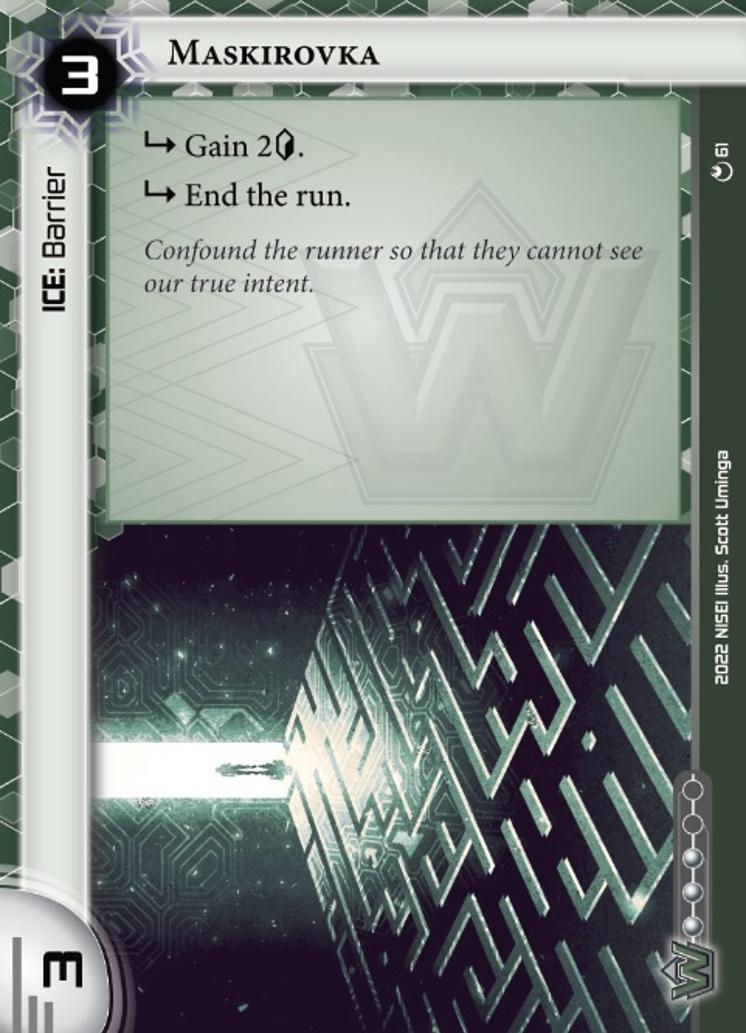 3
MASKIROVKA
↳ Gain 2.
↳ End the run.
Confound the runner so that they cannot see
our true intent.
ICE: Barrier
3
61
2022 NISEI Illus. Scott Uminga
W